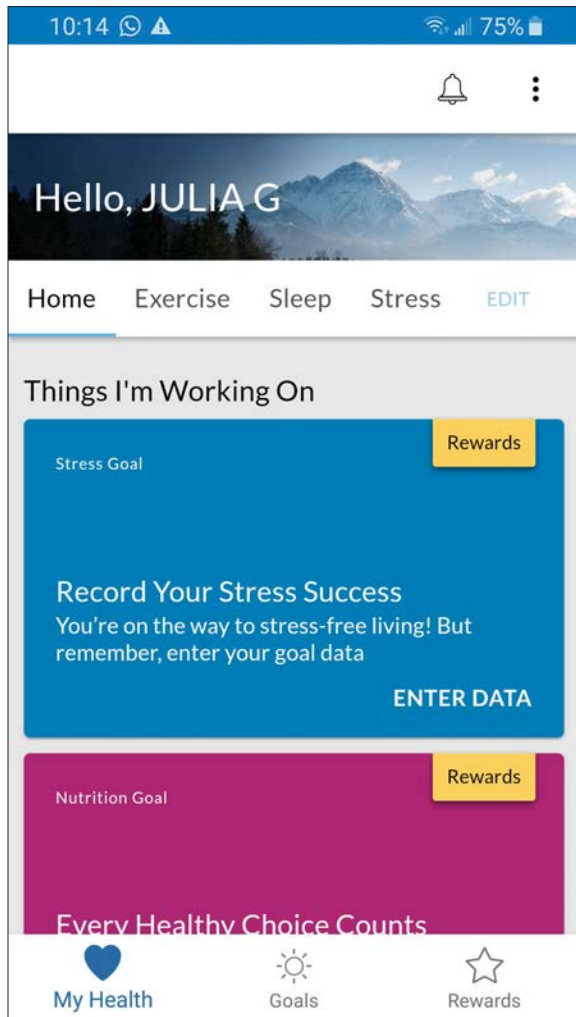 10:14 75%
Hello, JULIA G
Home Exercise Sleep Stress EDIT
Things I'm Working On
Rewards
Stress Goal
Record Your Stress Success
You're on the way to stress-free living! But
remember, enter your goal data
ENTER DATA
Rewards
Nutrition Goal
Every Healthy Choice Counts
My Health Goals Rewards